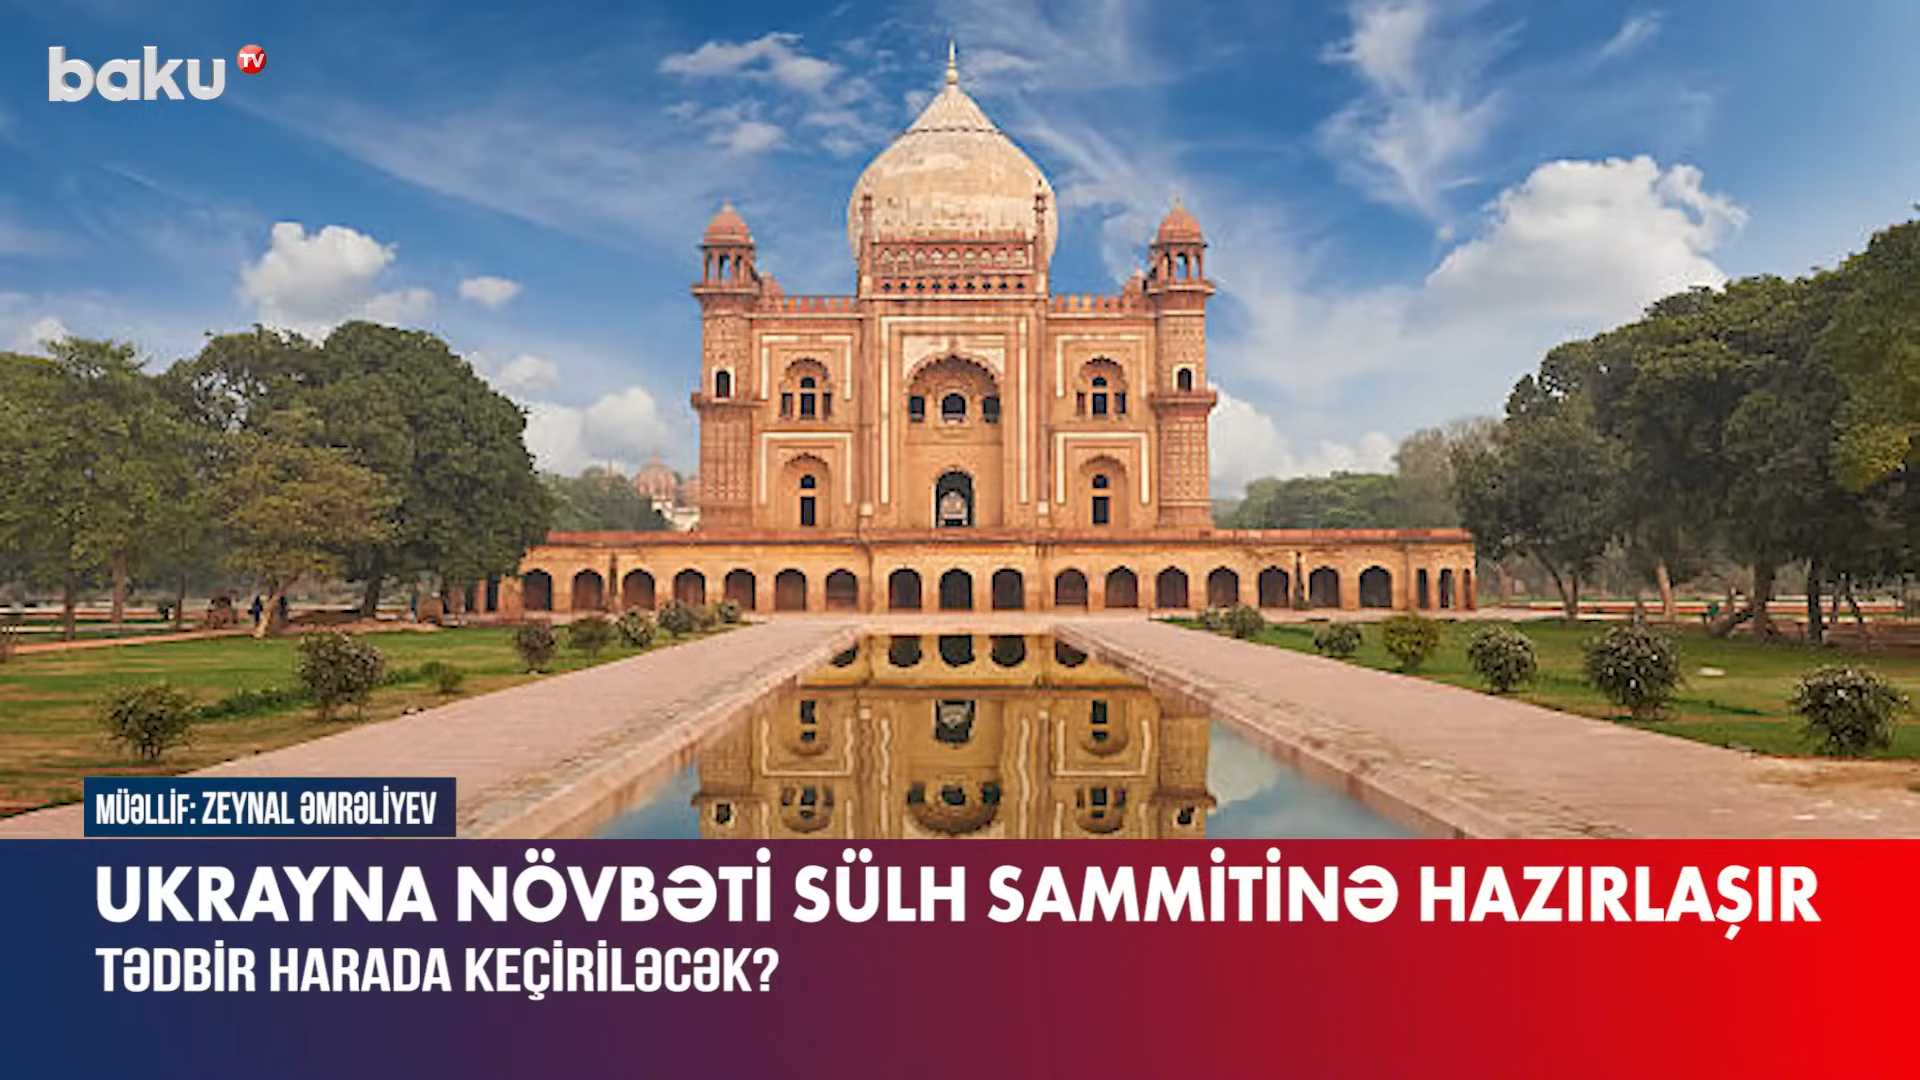 baku TV
MÜƏLLİF: ZEYNAL ƏMRƏLİYEV
UKRAYNA NÖVBƏTİ SÜLH SAMMİTİNƏ HAZIRLAŞIR
TƏDBİR HARADA KEÇİRİLƏCƏK?